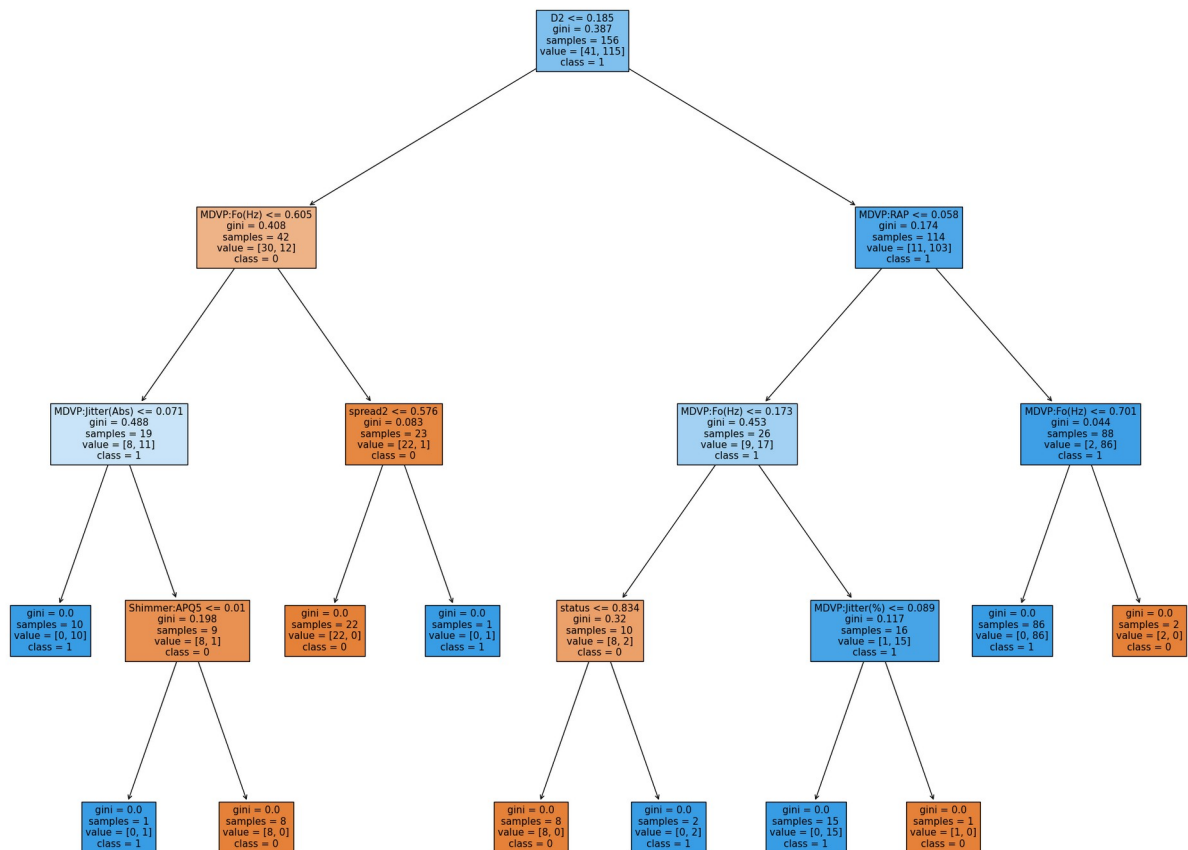 D2 <= 0.185
gini = 0.387
samples = 156
value = [41, 115]
class = 1
MDVP:Fo(Hz) <= 0.605
gini = 0.408
samples = 42
value = [30, 12]
class = 0
MDVP:RAP <= 0.058
gini = 0.174
samples = 114
value = [11, 103]
class = 1
MDVP:Jitter(Abs) <= 0.071
gini = 0.488
samples = 19
value = [8, 11]
class = 1
spread2 <= 0.576
gini = 0.083
samples = 23
value = [22, 1]
class = 0
MDVP:Fo(Hz) <= 0.173
gini = 0.453
samples = 26
value = [9, 17]
class = 1
MDVP:Fo(Hz) <= 0.701
gini = 0.044
samples = 88
value = [2, 86]
class = 1
gini = 0.0
samples = 10
value = [0, 10]
class = 1
Shimmer:APQ5 <= 0.01
gini = 0.198
samples = 9
value = [8, 1]
class = 0
gini = 0.0
samples = 22
value = [22, 0]
class = 0
gini = 0.0
samples = 1
value = [0, 1]
class = 1
status <= 0.834
gini = 0.32
samples = 10
value = [8, 2]
class = 0
MDVP:Jitter(%) <= 0.089
gini = 0.117
samples = 16
value = [1, 15]
class = 1
gini = 0.0
samples = 86
value = [0, 86]
class = 1
gini = 0.0
samples = 2
value = [2, 0]
class = 0
gini = 0.0
samples = 1
value = [0, 1]
class = 1
gini = 0.0
samples = 8
value = [8, 0]
class = 0
gini = 0.0
samples = 8
value = [8, 0]
class = 0
gini = 0.0
samples = 2
value = [0, 2]
class = 1
gini = 0.0
samples = 15
value = [0, 15]
class = 1
gini = 0.0
samples = 1
value = [1, 0]
class = 0